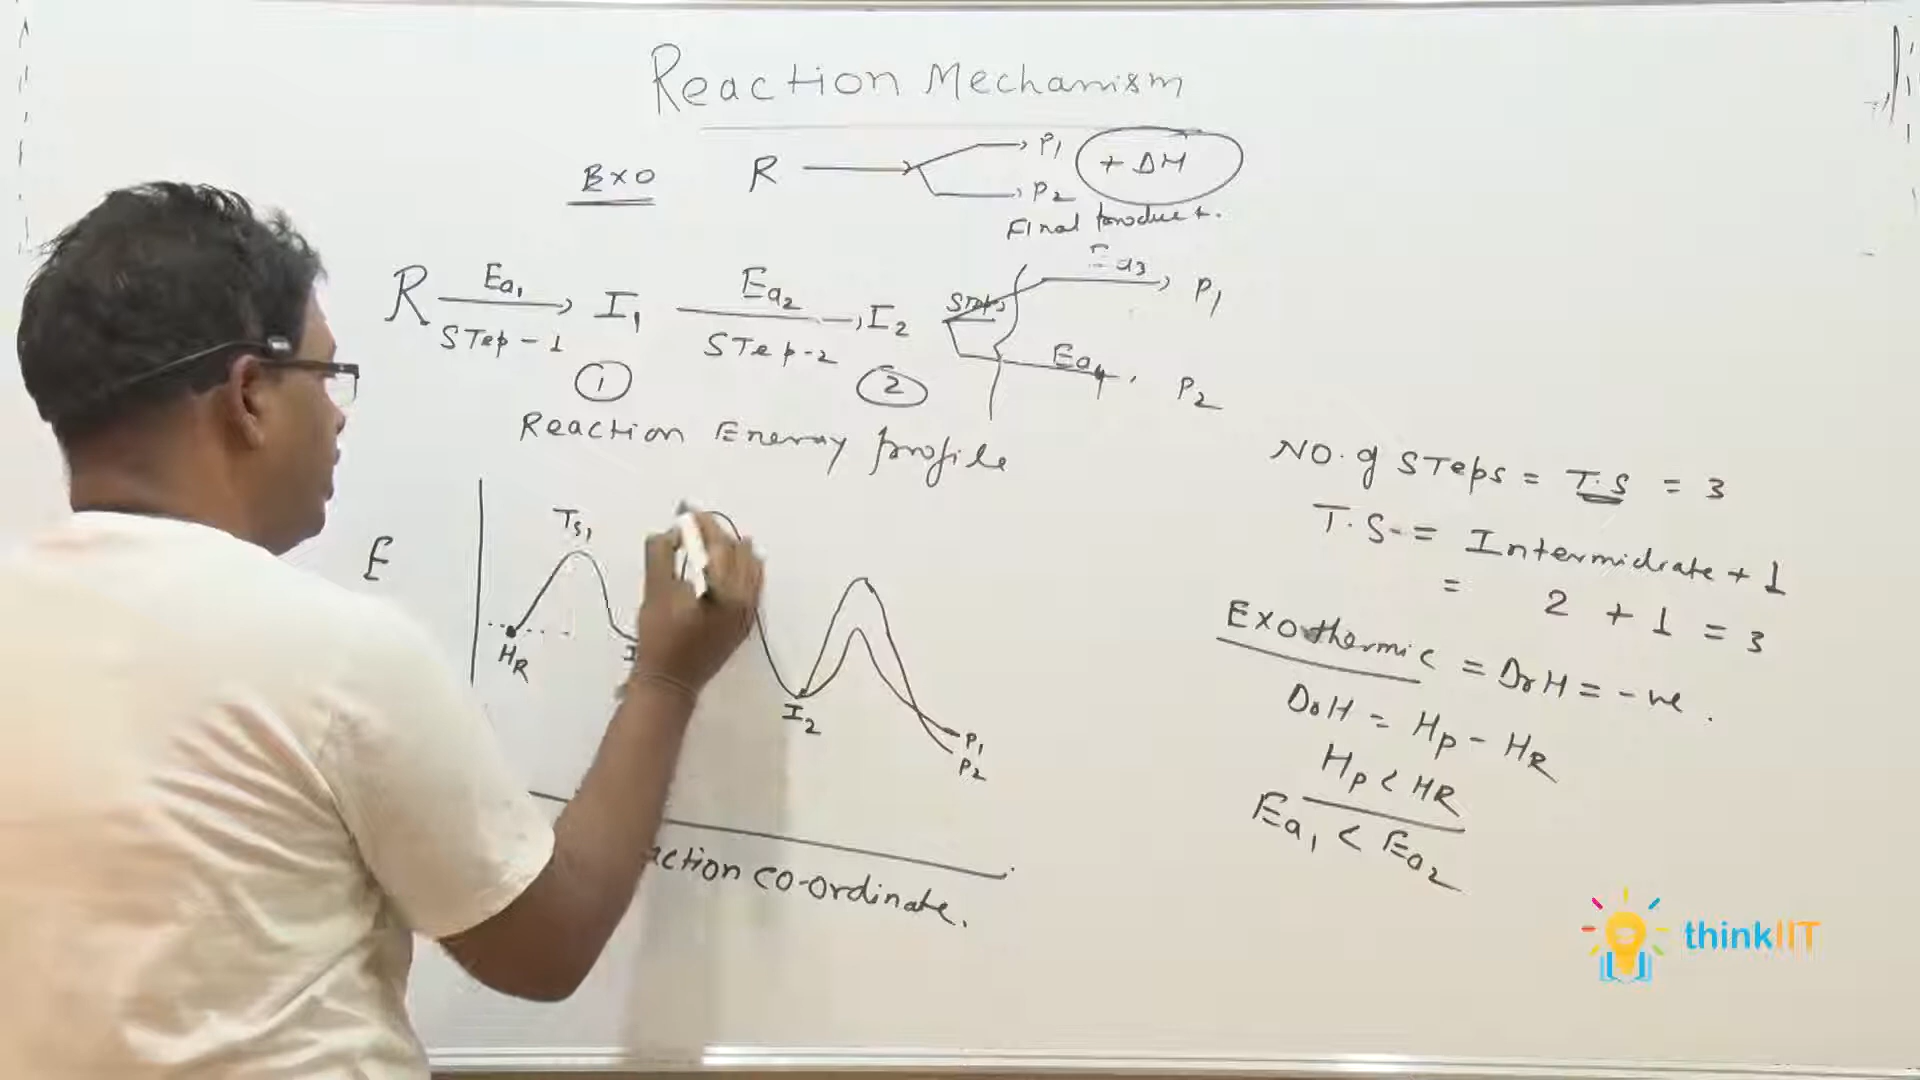 Reaction Mechanism
EXO R → P1 + ΔH
P2
Final product.
R Ea1 STep-1 → I1 Ea2 STep-2 → I2 Step3 Ea3 → P1
Ea4 P2
① ②
Reaction Energy profile
NO. of STeps = T.S = 3
T.S. = Intermidiate + 1
= 2 + 1 = 3
Exothermic = ΔrH = -ve.
ΔrH = Hp - HR
Hp < HR
Ea1 < Ea2
E
Ts1
HR
I2
P1
P2
action co-ordinate.
thinkIIT